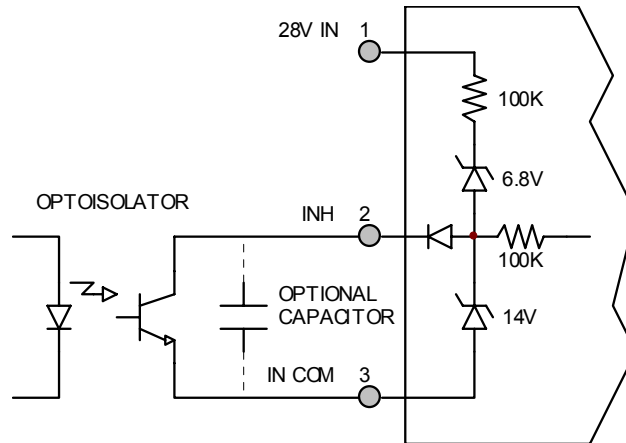 28V IN 1
100K
6.8V
OPTOISOLATOR
INH 2
100K
OPTIONAL
CAPACITOR
14V
IN COM 3